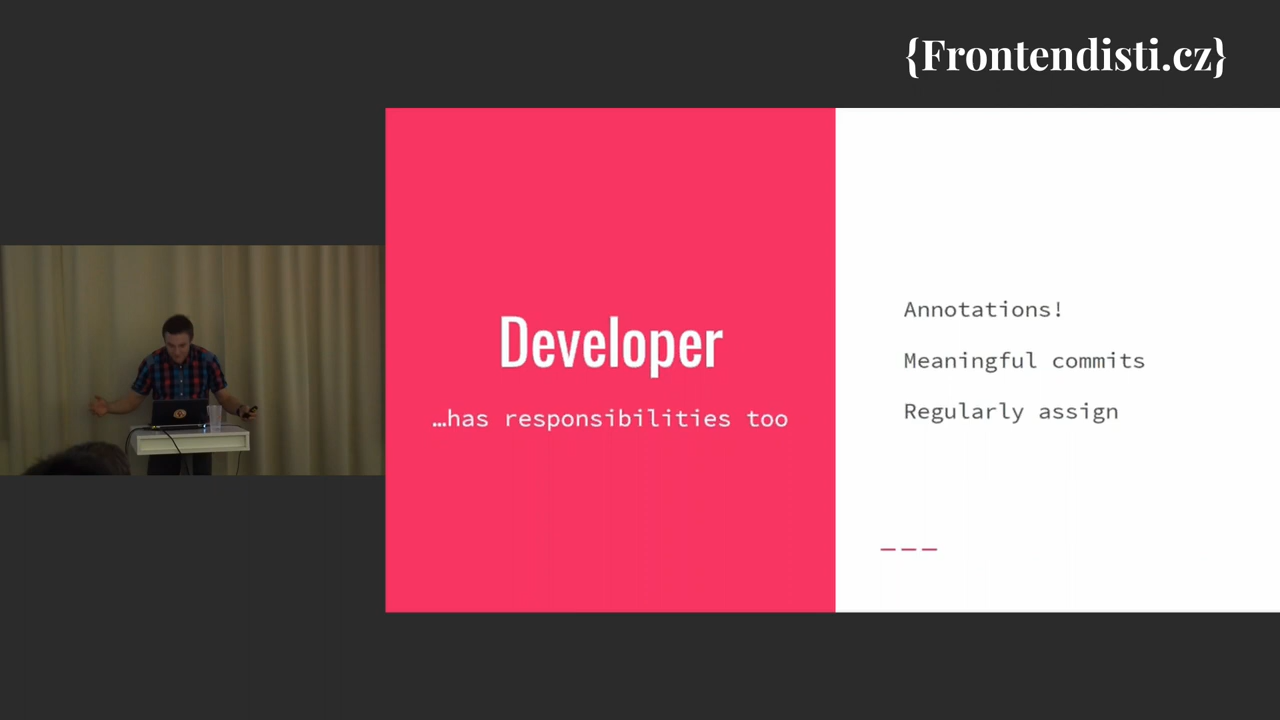 {Frontendisti.cz}
Developer
…has responsibilities too
Annotations!
Meaningful commits
Regularly assign